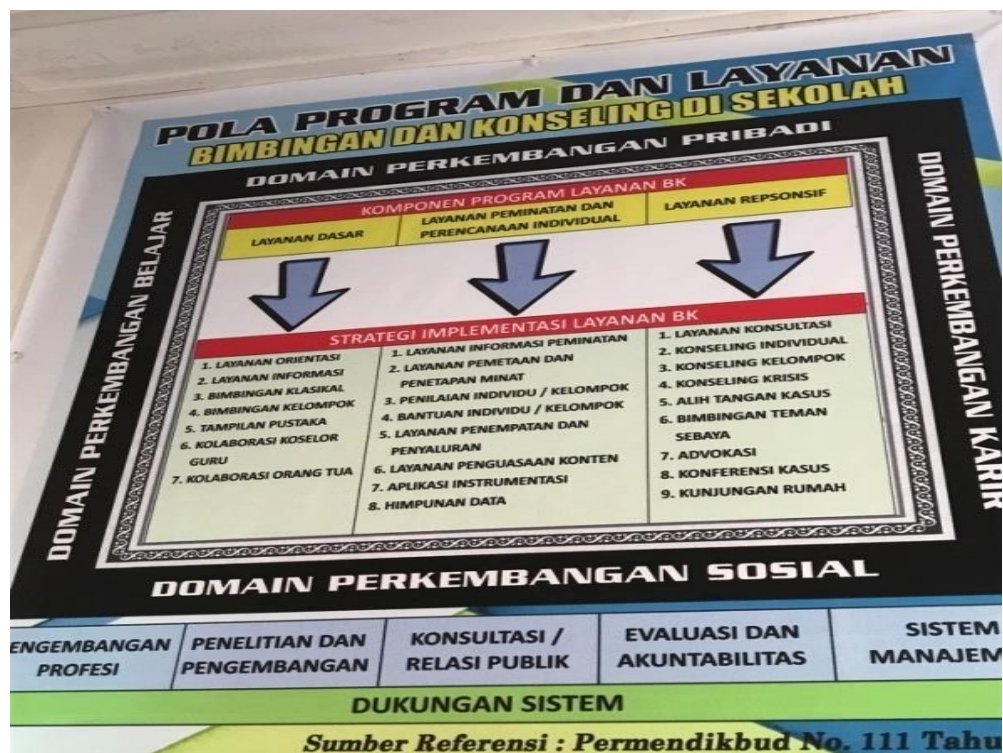 POLA PROGRAM DAN LAYANAN
BIMBINGAN DAN KONSELING DI SEKOLAH
DOMAIN PERKEMBANGAN PRIBADI
DOMAIN PERKEMBANGAN BELAJAR
DOMAIN PERKEMBANGAN KARIR
KOMPONEN PROGRAM LAYANAN BK
LAYANAN DASAR
LAYANAN PEMINATAN DAN
PERENCANAAN INDIVIDUAL
LAYANAN REPSONSIF
STRATEGI IMPLEMENTASI LAYANAN BK
1. LAYANAN ORIENTASI
2. LAYANAN INFORMASI
3. BIMBINGAN KLASIKAL
4. BIMBINGAN KELOMPOK
5. TAMPILAN PUSTAKA
6. KOLABORASI KOSELOR
GURU
7. KOLABORASI ORANG TUA
1. LAYANAN INFORMASI PEMINATAN
2. LAYANAN PEMETAAN DAN
PENETAPAN MINAT
3. PENILAIAN INDIVIDU / KELOMPOK
4. BANTUAN INDIVIDU / KELOMPOK
5. LAYANAN PENEMPATAN DAN
PENYALURAN
6. LAYANAN PENGUASAAN KONTEN
7. APLIKASI INSTRUMENTASI
8. HIMPUNAN DATA
1. LAYANAN KONSULTASI
2. KONSELING INDIVIDUAL
3. KONSELING KELOMPOK
4. KONSELING KRISIS
5. ALIH TANGAN KASUS
6. BIMBINGAN TEMAN
SEBAYA
7. ADVOKASI
8. KONFERENSI KASUS
9. KUNJUNGAN RUMAH
DOMAIN PERKEMBANGAN SOSIAL
ENGEMBANGAN
PROFESI
PENELITIAN DAN
PENGEMBANGAN
KONSULTASI /
RELASI PUBLIK
EVALUASI DAN
AKUNTABILITAS
SISTEM
MANAJEM
DUKUNGAN SISTEM
Sumber Referensi : Permendikbud No. 111 Tahu